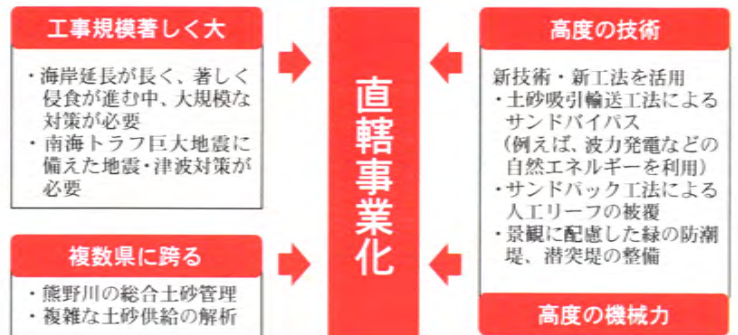 工事規模著しく大
・海岸延長が長く、著しく
侵食が進む中、大規模な
対策が必要
・南海トラフ巨大地震に
備えた地震・津波対策が
必要
複数県に跨る
・熊野川の総合土砂管理
・複雑な土砂供給の解析
直轄事業化
高度の技術
新技術・新工法を活用
・土砂吸引輸送工法による
サンドバイパス
(例えば、波力発電などの
自然エネルギーを利用)
・サンドパック工法による
人工リーフの被覆
・景観に配慮した緑の防潮
堤、潜突堤の整備
高度の機械力